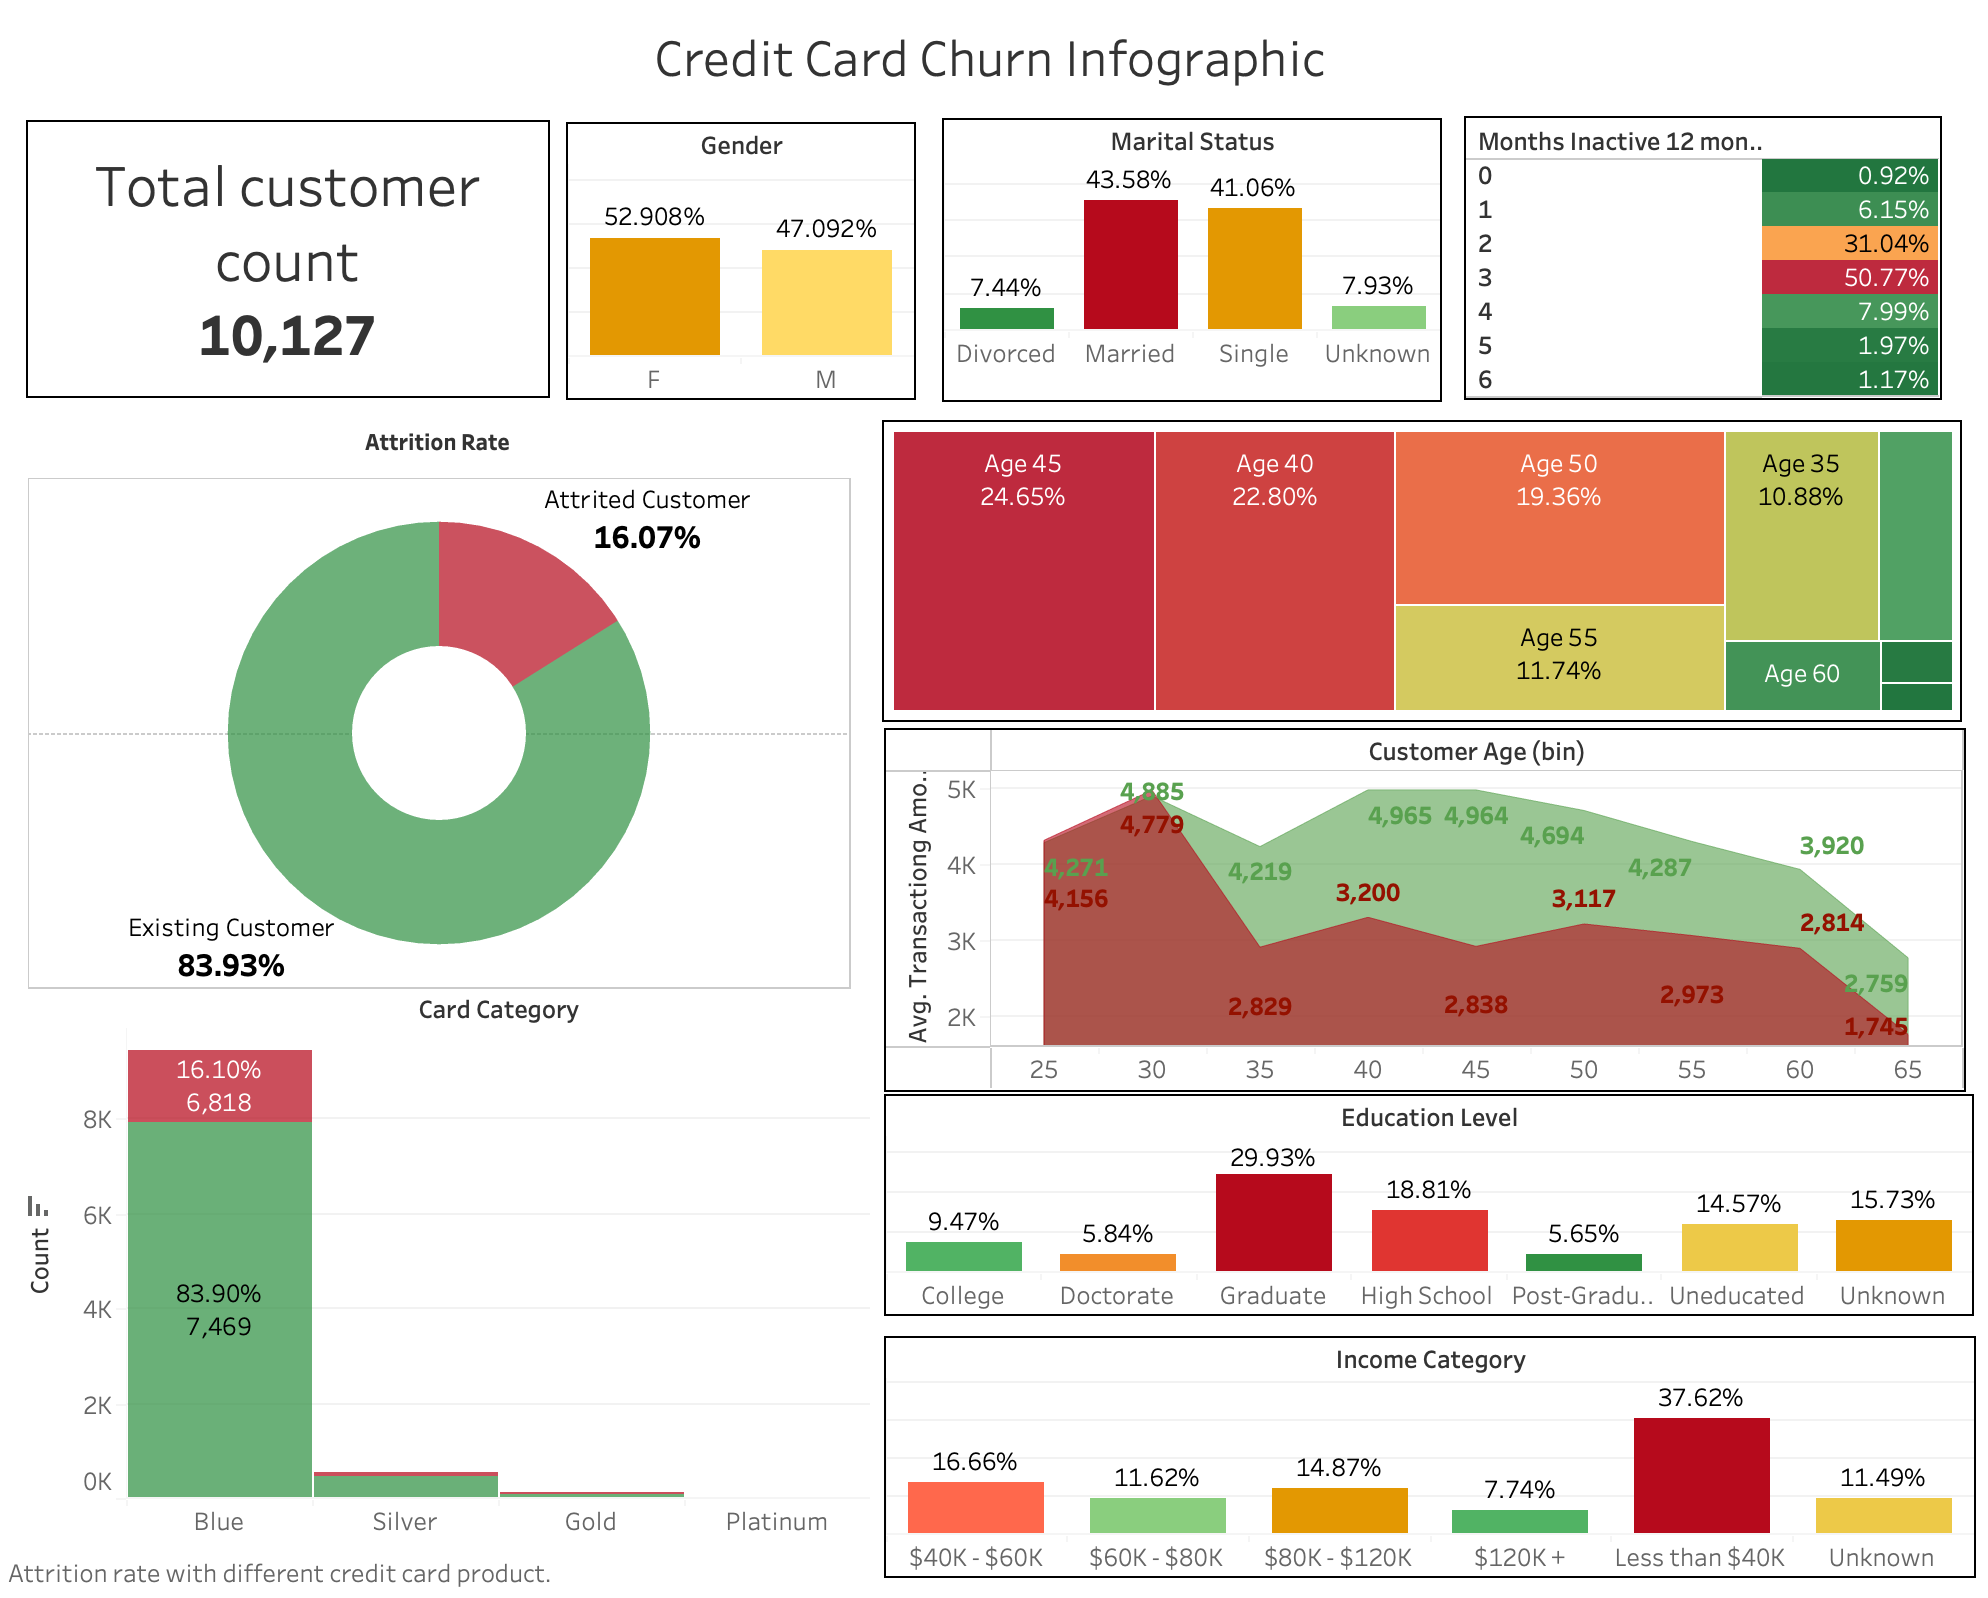 Credit Card Churn Infographic
Total customer
count
10,127
Gender
52.908%
47.092%
F
M
Marital Status
7.44%
43.58%
41.06%
7.93%
Divorced
Married
Single
Unknown
Months Inactive 12 mon..
0 0.92%
1 6.15%
2 31.04%
3 50.77%
4 7.99%
5 1.97%
6 1.17%
Attrition Rate
Attrited Customer
16.07%
Existing Customer
83.93%
Age 45
24.65%
Age 40
22.80%
Age 50
19.36%
Age 55
11.74%
Age 35
10.88%
Age 60
Customer Age (bin)
Avg. Transactiong Amo..
5K
4K
3K
2K
4,885
4,779
4,271
4,156
4,219
2,829
4,965
3,200
4,964
2,838
4,694
3,117
4,287
2,973
3,920
2,814
2,759
1,745
25
30
35
40
45
50
55
60
65
Card Category
Count
8K
6K
4K
2K
0K
16.10%
6,818
83.90%
7,469
Blue
Silver
Gold
Platinum
Attrition rate with different credit card product.
Education Level
9.47%
5.84%
29.93%
18.81%
5.65%
14.57%
15.73%
College
Doctorate
Graduate
High School
Post-Gradu..
Uneducated
Unknown
Income Category
16.66%
11.62%
14.87%
7.74%
37.62%
11.49%
$40K - $60K
$60K - $80K
$80K - $120K
$120K +
Less than $40K
Unknown